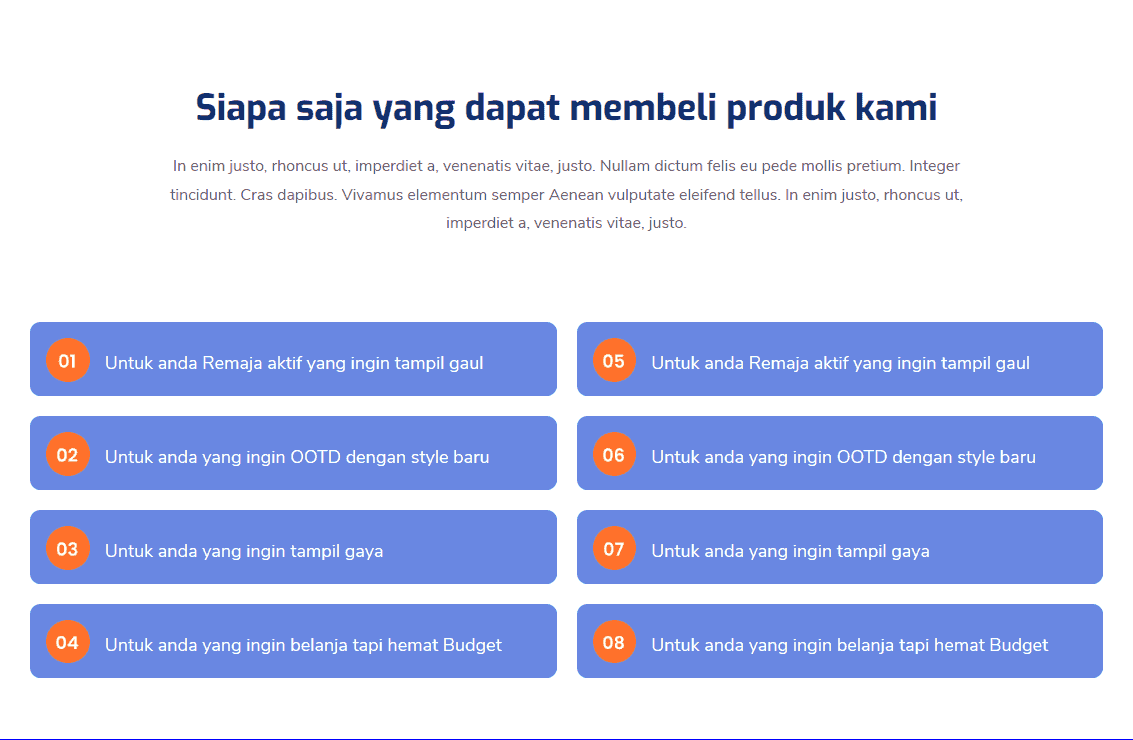 Siapa saja yang dapat membeli produk kami
In enim justo, rhoncus ut, imperdiet a, venenatis vitae, justo. Nullam dictum felis eu pede mollis pretium. Integer
tincidunt. Cras dapibus. Vivamus elementum semper Aenean vulputate eleifend tellus. In enim justo, rhoncus ut,
imperdiet a, venenatis vitae, justo.
01 Untuk anda Remaja aktif yang ingin tampil gaul
02 Untuk anda yang ingin OOTD dengan style baru
03 Untuk anda yang ingin tampil gaya
04 Untuk anda yang ingin belanja tapi hemat Budget
05 Untuk anda Remaja aktif yang ingin tampil gaul
06 Untuk anda yang ingin OOTD dengan style baru
07 Untuk anda yang ingin tampil gaya
08 Untuk anda yang ingin belanja tapi hemat Budget